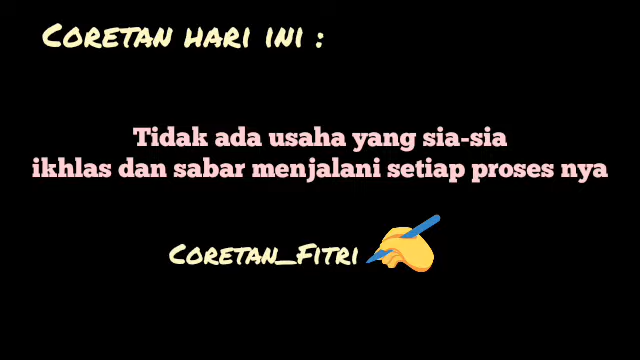 Coretan hari ini :
Tidak ada usaha yang sia-sia
ikhlas dan sabar menjalani setiap proses nya
Coretan_Fitri ✍